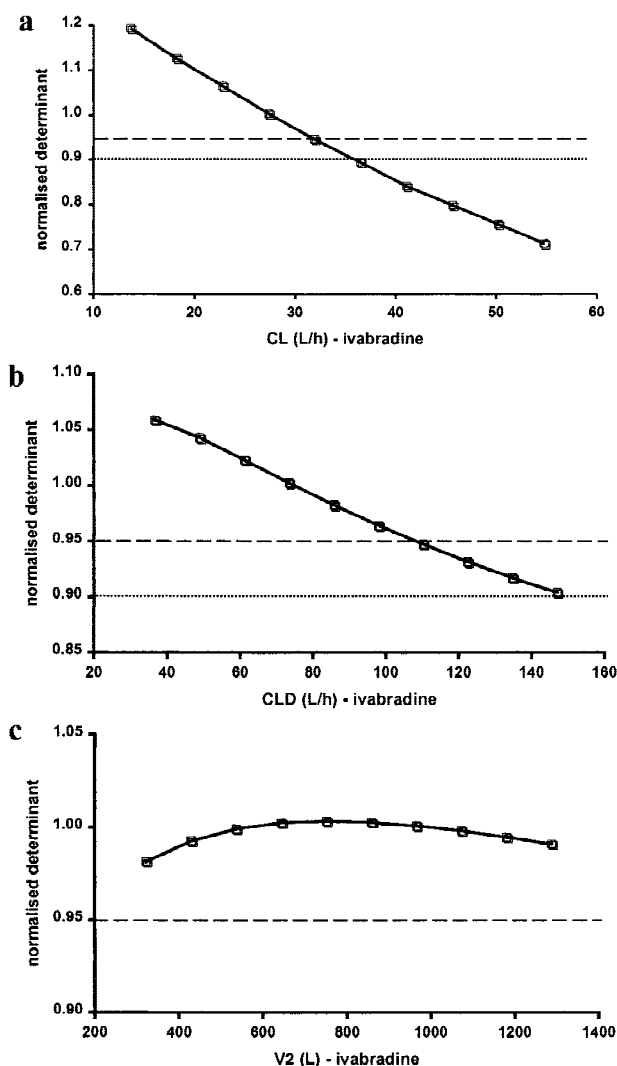 a
1.2
1.1
1.0
0.9
0.8
0.7
0.6
normalised determinant
10 20 30 40 50 60
CL (L/h) - ivabradine
b
1.10
1.05
1.00
0.95
0.90
0.85
normalised determinant
20 40 60 80 100 120 140 160
CLD (L/h) - ivabradine
c
1.05
1.00
0.95
0.90
normalised determinant
200 400 600 800 1000 1200 1400
V2 (L) - ivabradine